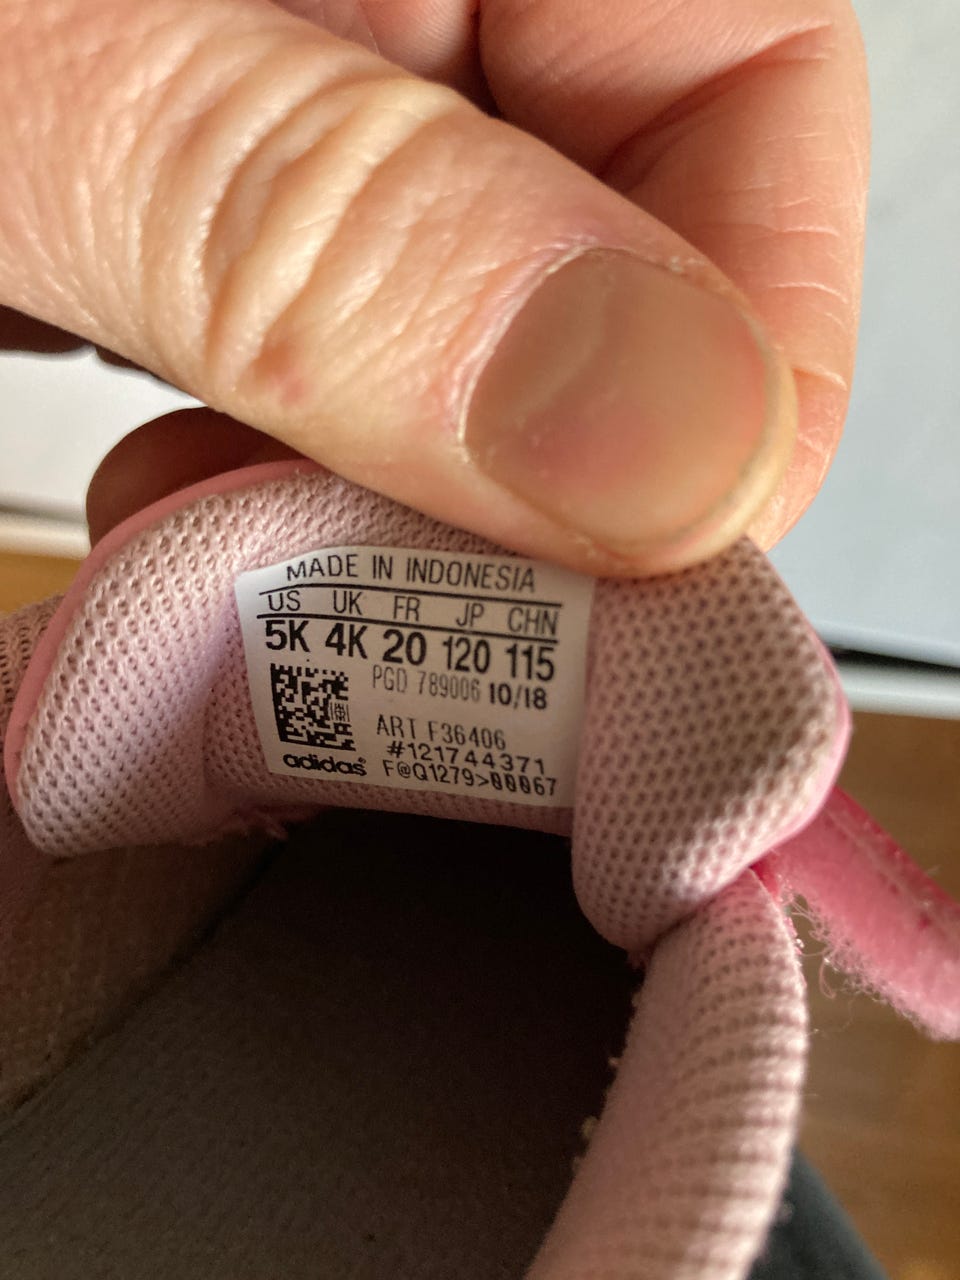 MADE IN INDONESIA
US UK FR JP CHN
5K 4K 20 120 115
PGD 789006 10/18
ART F36406
#121744371
adidas® F@Q1279>00067